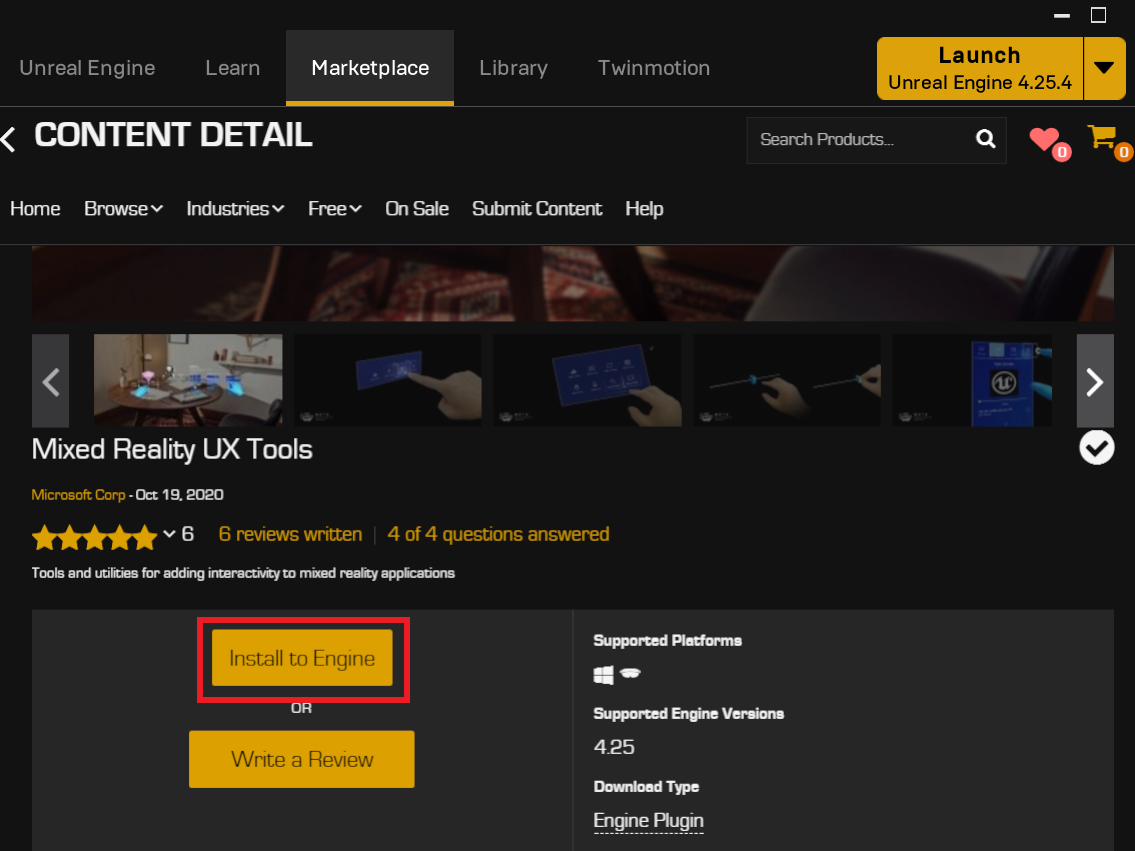 Unreal Engine
Learn
Marketplace
Library
Twinmotion
Launch
Unreal Engine 4.25.4
CONTENT DETAIL
Search Products...
0
0
Home
Browse
Industries
Free
On Sale
Submit Content
Help
Mixed Reality UX Tools
Microsoft Corp - Oct 19, 2020
6
6 reviews written | 4 of 4 questions answered
Tools and utilities for adding interactivity to mixed reality applications
Install to Engine
OR
Write a Review
Supported Platforms
Supported Engine Versions
4.25
Download Type
Engine Plugin